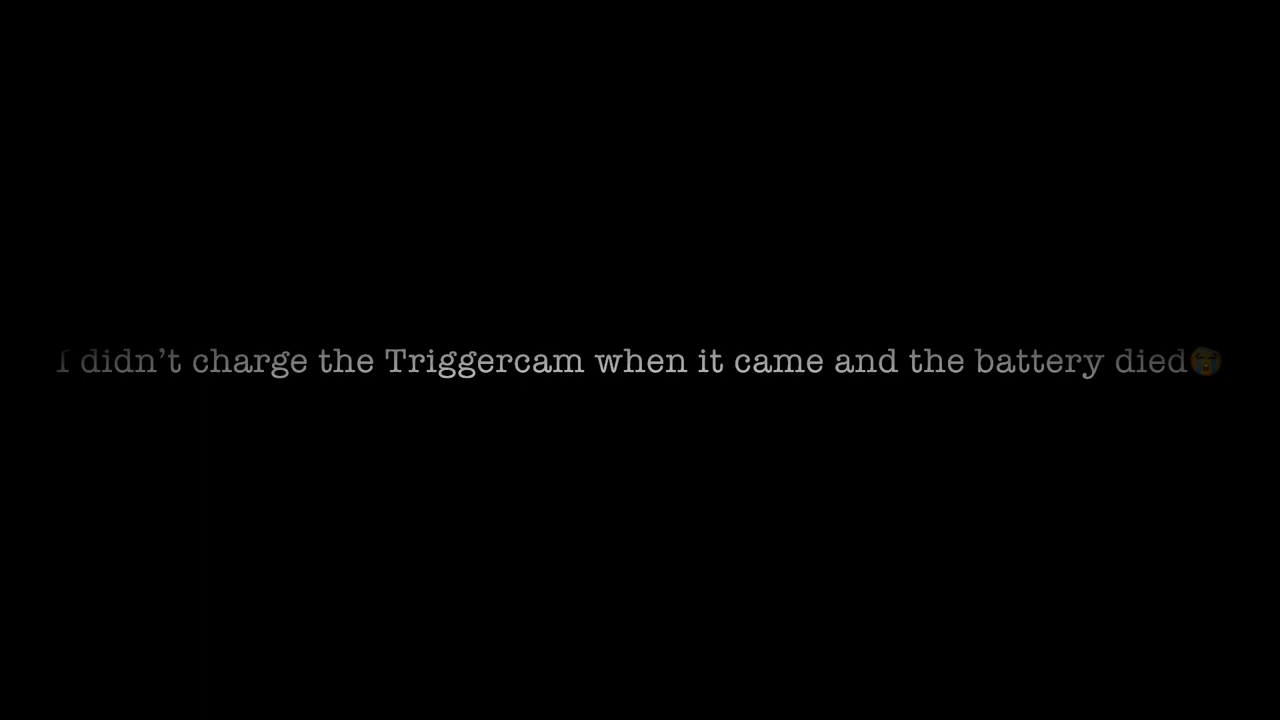 I didn’t charge the Triggercam when it came and the battery died😭